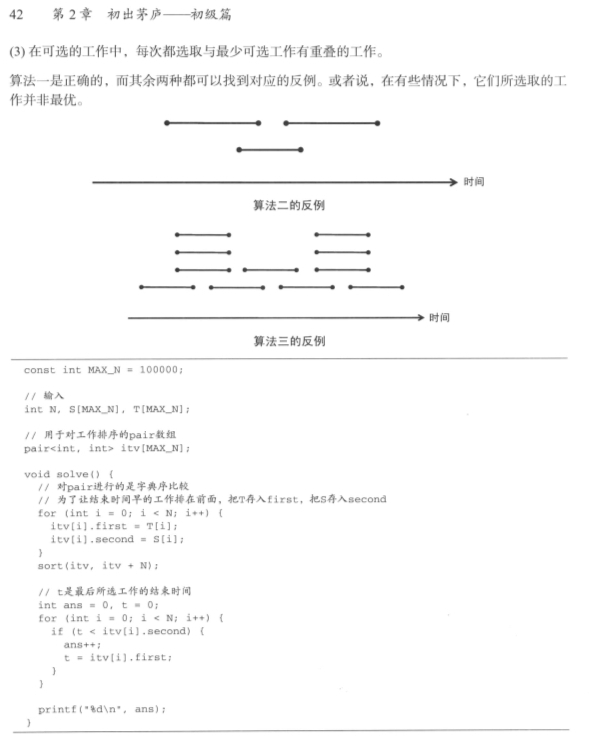 42 第 2 章 初出茅庐——初级篇
(3) 在可选的工作中，每次都选取与最少可选工作有重叠的工作。
算法一是正确的，而其余两种都可以找到对应的反例。或者说，在有些情况下，它们所选取的工
作并非最优。
时间
算法二的反例
时间
算法三的反例
const int MAX_N = 100000;
// 输入
int N, S[MAX_N], T[MAX_N];
// 用于对工作排序的pair数组
pair<int, int> itv[MAX_N];
void solve() {
// 对pair进行的是字典序比较
// 为了让结束时间早的工作排在前面，把T存入first，把S存入second
for (int i = 0; i < N; i++) {
itv[i].first = T[i];
itv[i].second = S[i];
}
sort(itv, itv + N);
// t是最后所选工作的结束时间
int ans = 0, t = 0;
for (int i = 0; i < N; i++) {
if (t < itv[i].second) {
ans++;
t = itv[i].first;
}
}
printf("%d\n", ans);
}